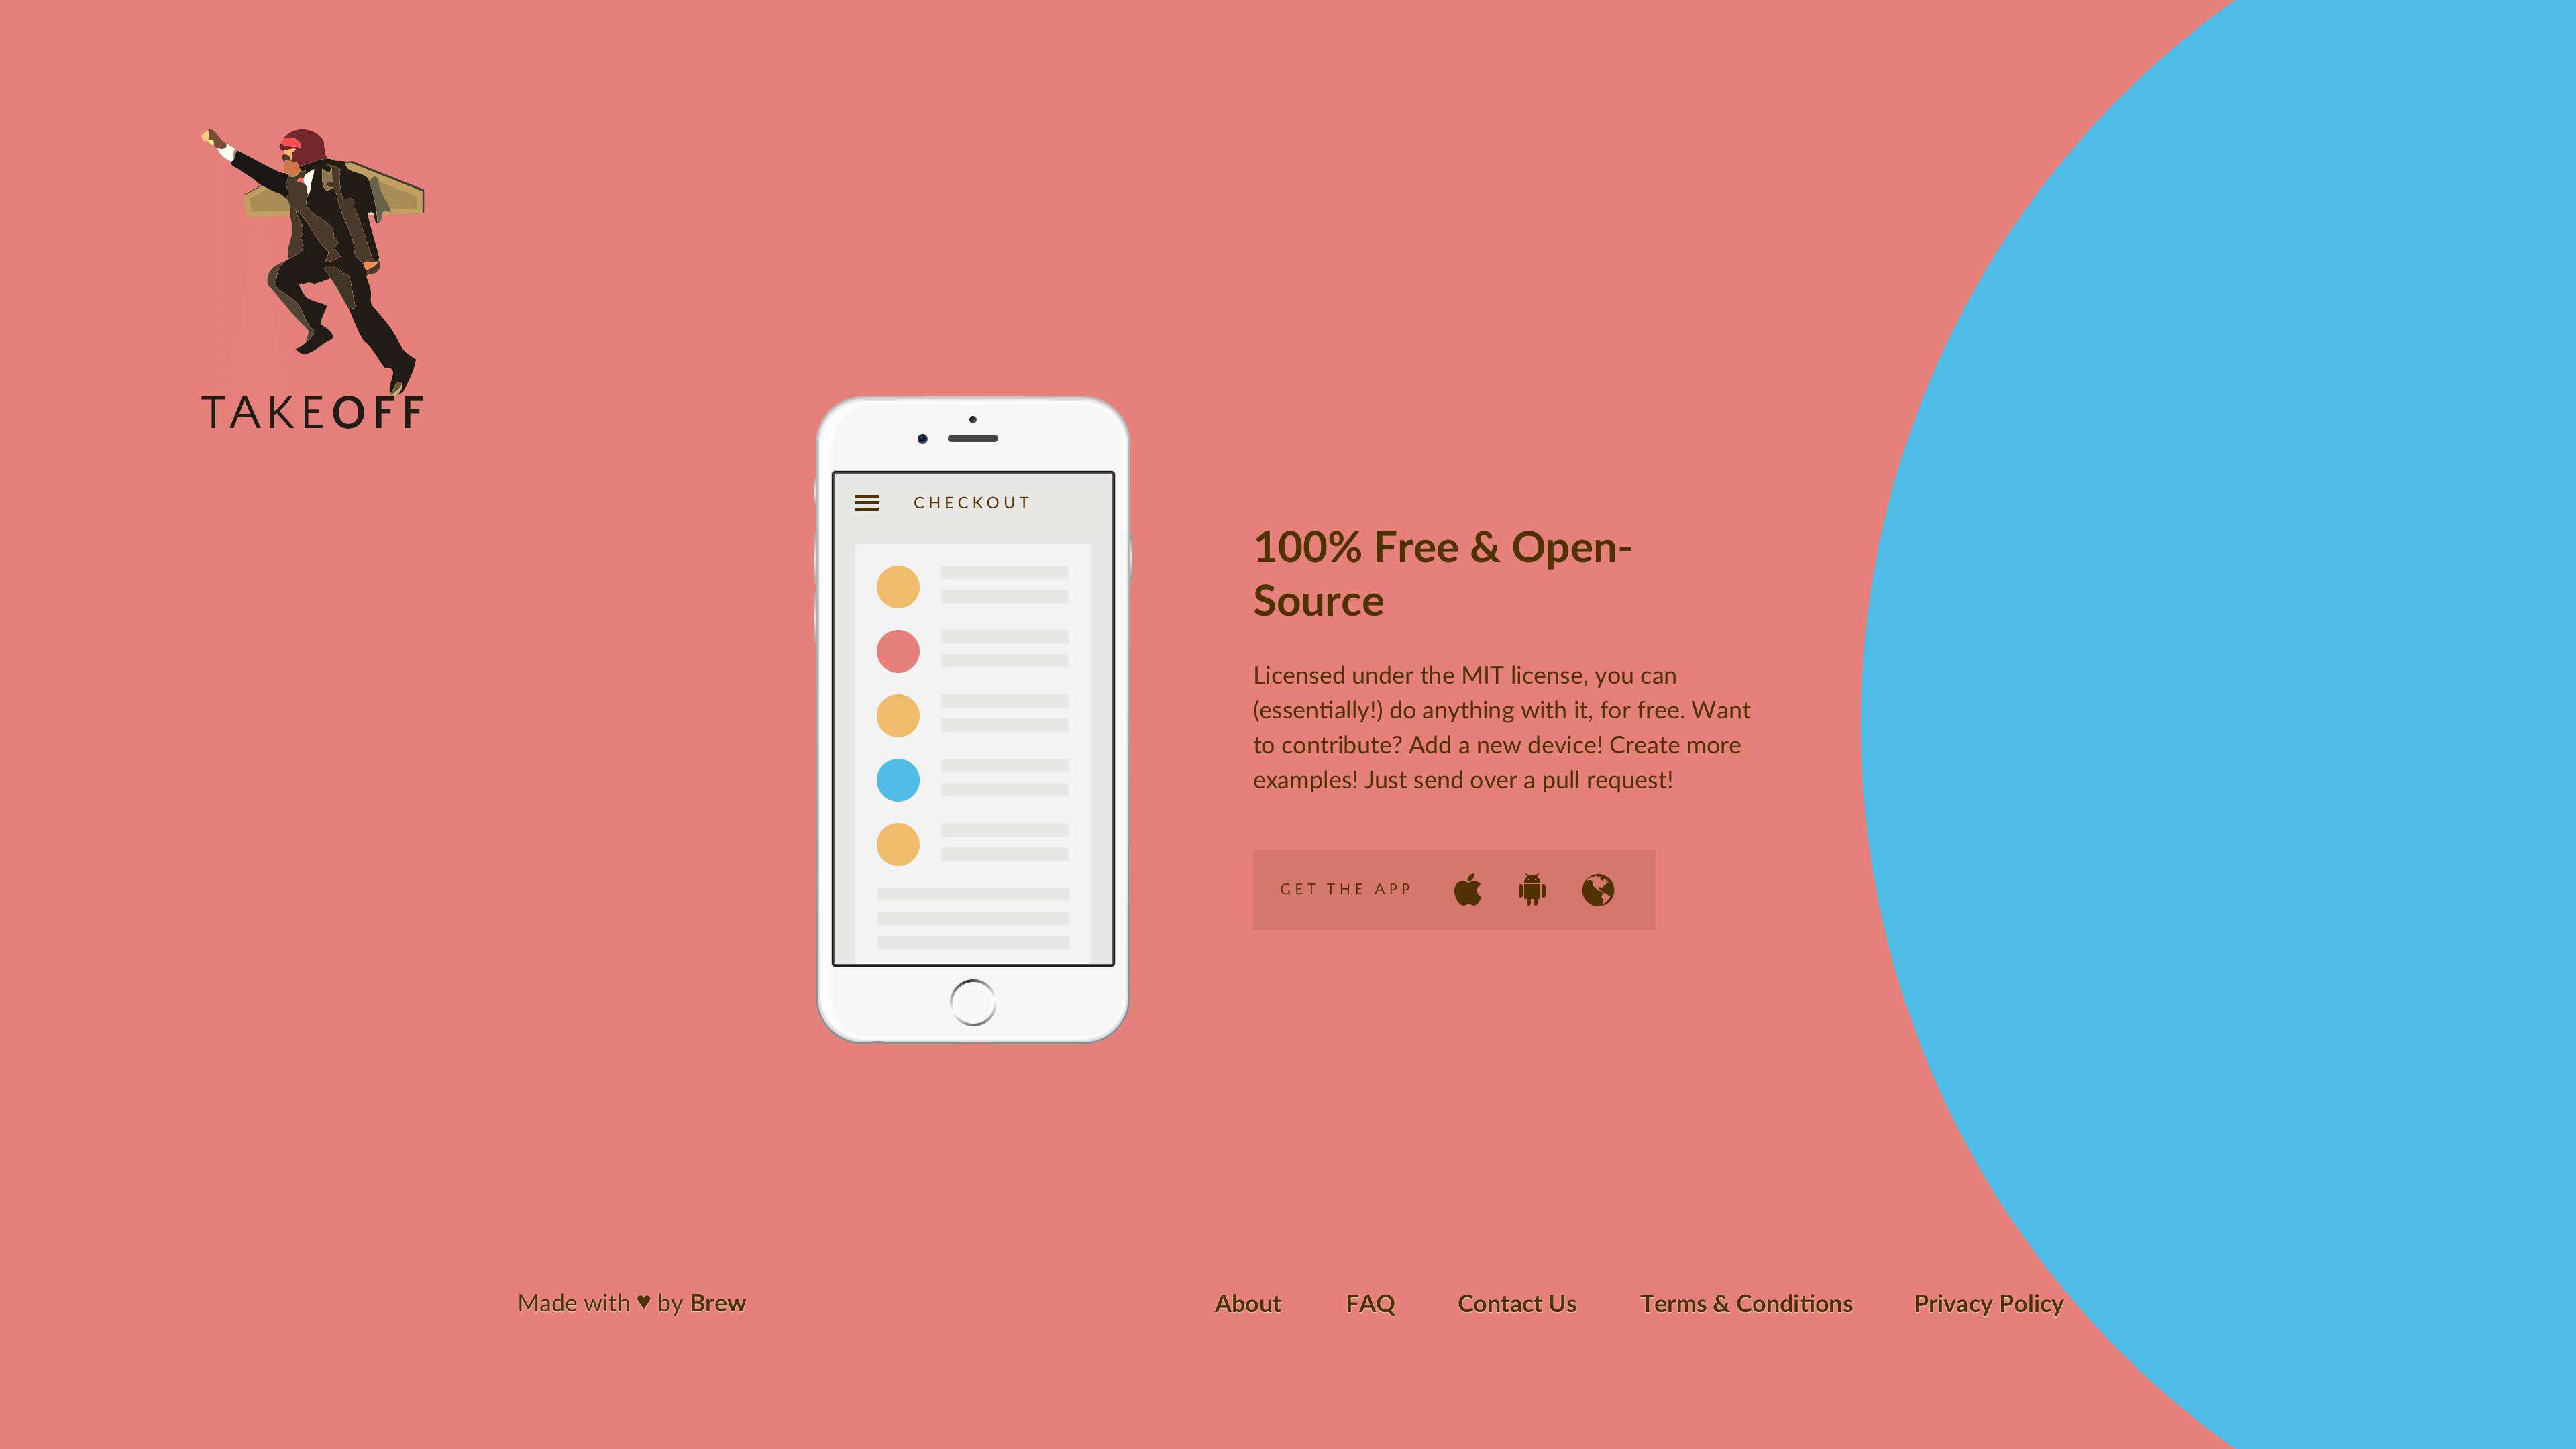 TAKEOFF
CHECKOUT
100% Free & Open-
Source
Licensed under the MIT license, you can
(essentially!) do anything with it, for free. Want
to contribute? Add a new device! Create more
examples! Just send over a pull request!
GET THE APP
Made with ♥ by Brew
About FAQ Contact Us Terms & Conditions Privacy Policy